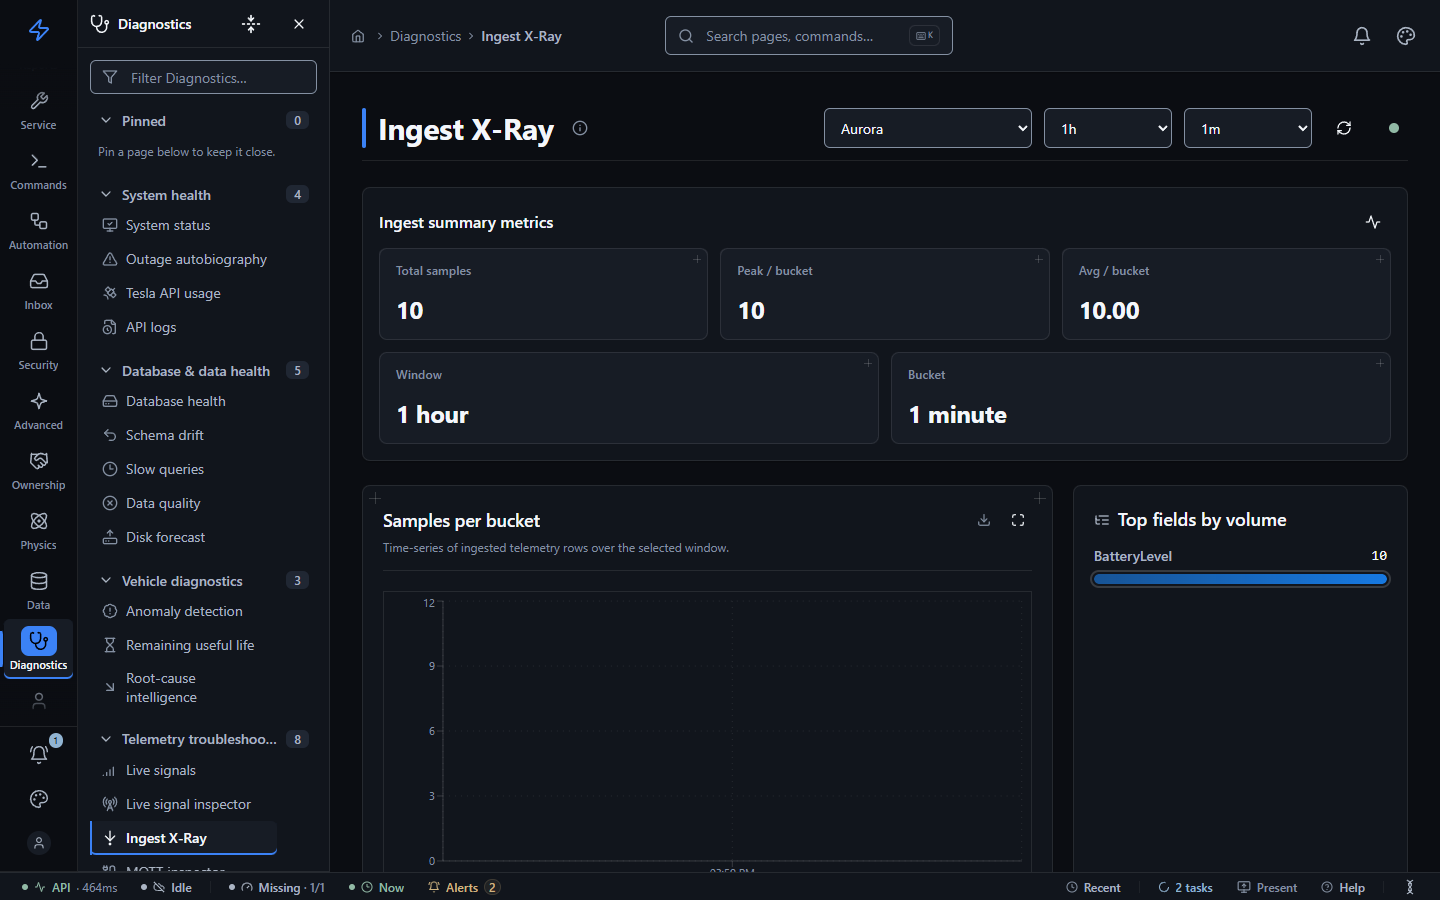 Diagnostics
Filter Diagnostics...
Pinned 0
Pin a page below to keep it close.
System health 4
System status
Outage autobiography
Tesla API usage
API logs
Database & data health 5
Database health
Schema drift
Slow queries
Data quality
Disk forecast
Vehicle diagnostics 3
Anomaly detection
Remaining useful life
Root-cause
intelligence
Telemetry troubleshoo... 8
Live signals
Live signal inspector
Ingest X-Ray
Service
Commands
Automation
Inbox
Security
Advanced
Ownership
Physics
Data
Diagnostics
1
Diagnostics Ingest X-Ray
Search pages, commands... K
Ingest X-Ray
Aurora 1h 1m
Ingest summary metrics
Total samples
10
Peak / bucket
10
Avg / bucket
10.00
Window
1 hour
Bucket
1 minute
Samples per bucket
Time-series of ingested telemetry rows over the selected window.
12
9
6
3
0
Top fields by volume
BatteryLevel 10
API · 464ms Idle Missing · 1/1 Now Alerts 2 Recent 2 tasks Present Help